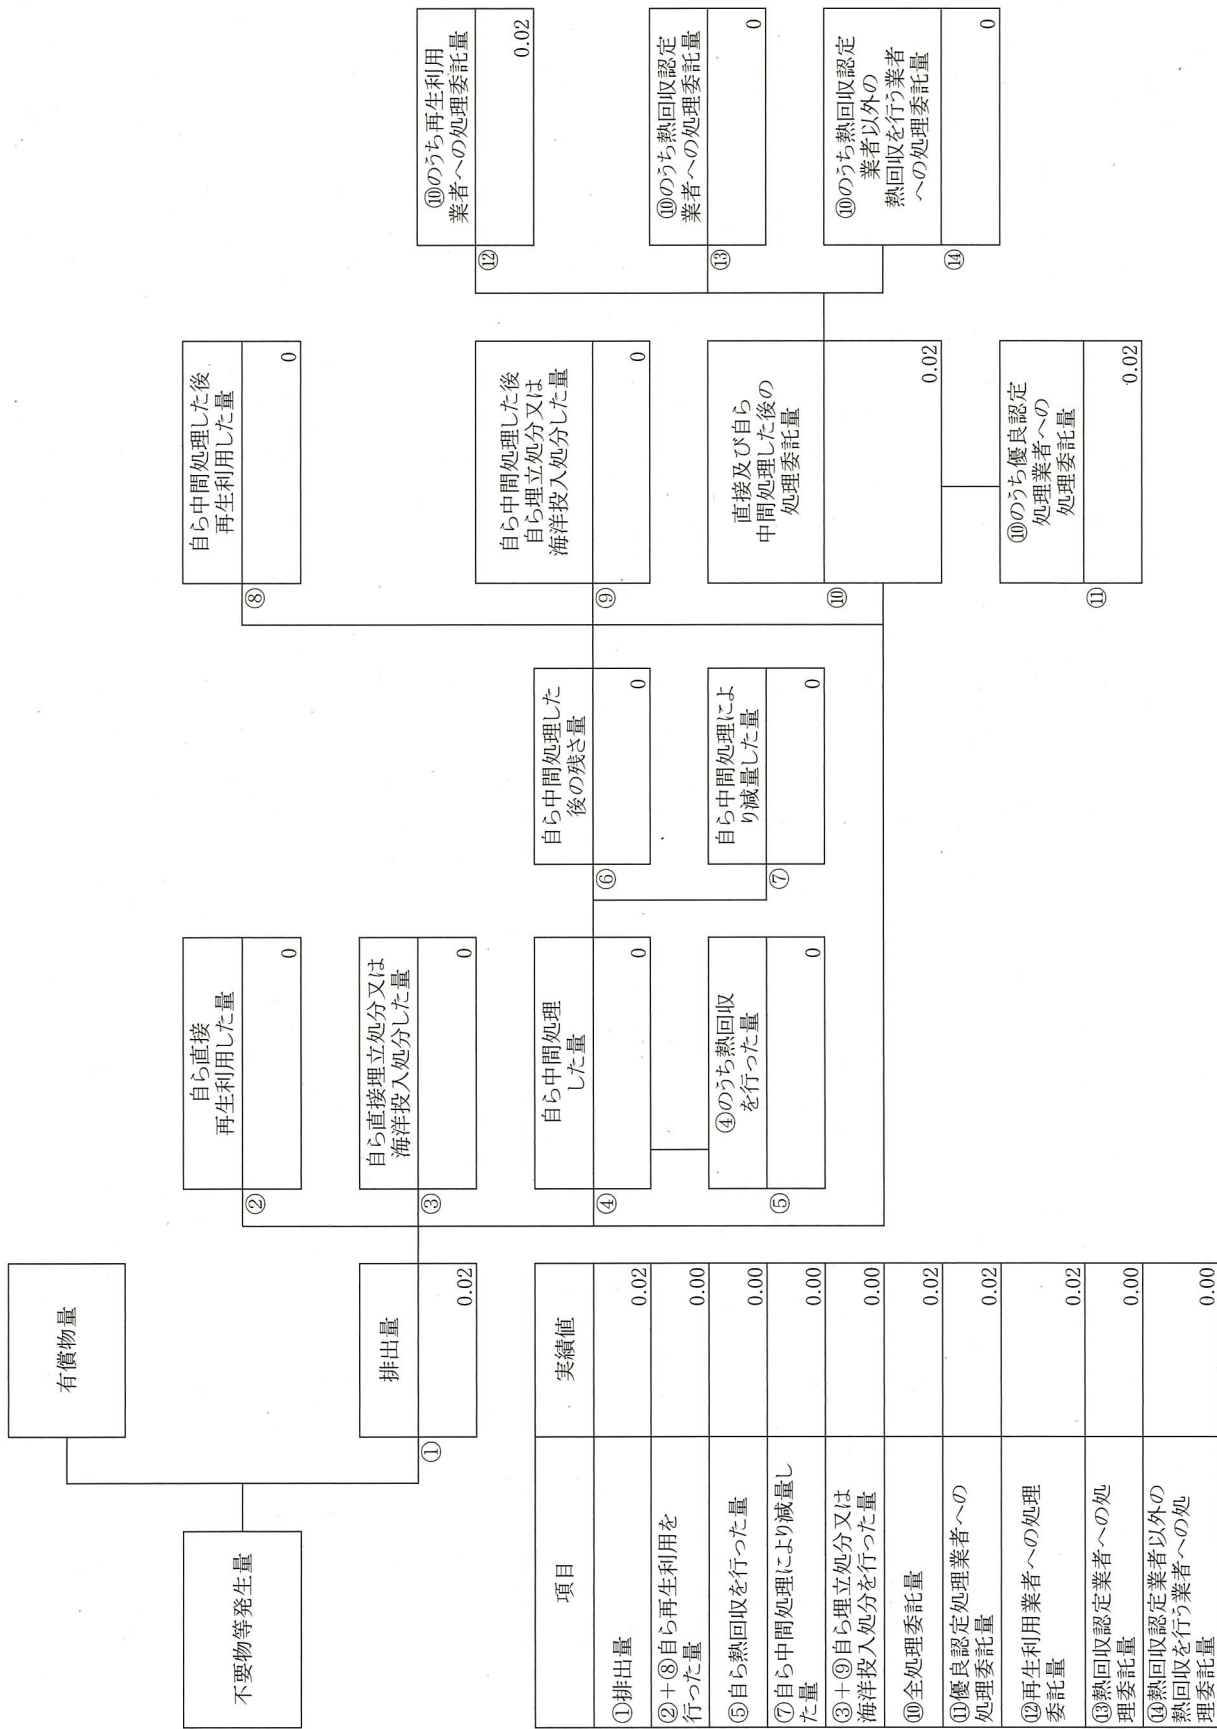 不要物等発生量
有償物量
①
排出量
0.02
②
自ら直接
再生利用した量
0
③
自ら直接埋立処分又は
海洋投入処分した量
0
④
自ら中間処理
した量
0
⑤
④のうち熱回収
を行った量
0
⑥
自ら中間処理した
後の残さ量
0
⑦
自ら中間処理によ
り減量した量
0
⑧
自ら中間処理した後
再生利用した量
0
⑨
自ら中間処理した後
自ら埋立処分又は
海洋投入処分した量
0
⑩
直接及び自ら
中間処理した後の
処理委託量
0.02
⑪
⑩のうち優良認定
処理業者への
処理委託量
0.02
⑫
⑩のうち再生利用
業者への処理委託量
0.02
⑬
⑩のうち熱回収認定
業者への処理委託量
0
⑭
⑩のうち熱回収認定
業者以外の
熱回収を行う業者
への処理委託量
0
項目 実績値
①排出量 0.02
②+⑧自ら再生利用を
行った量 0.00
⑤自ら熱回収を行った量 0.00
⑦自ら中間処理により減量し
た量 0.00
③+⑨自ら埋立処分又は
海洋投入処分を行った量 0.00
⑩全処理委託量 0.02
⑪優良認定処理業者への
処理委託量 0.02
⑫再生利用業者への処理
委託量 0.02
⑬熱回収認定業者への処
理委託量 0.00
⑭熱回収認定業者以外の
熱回収を行う業者への処
理委託量 0.00